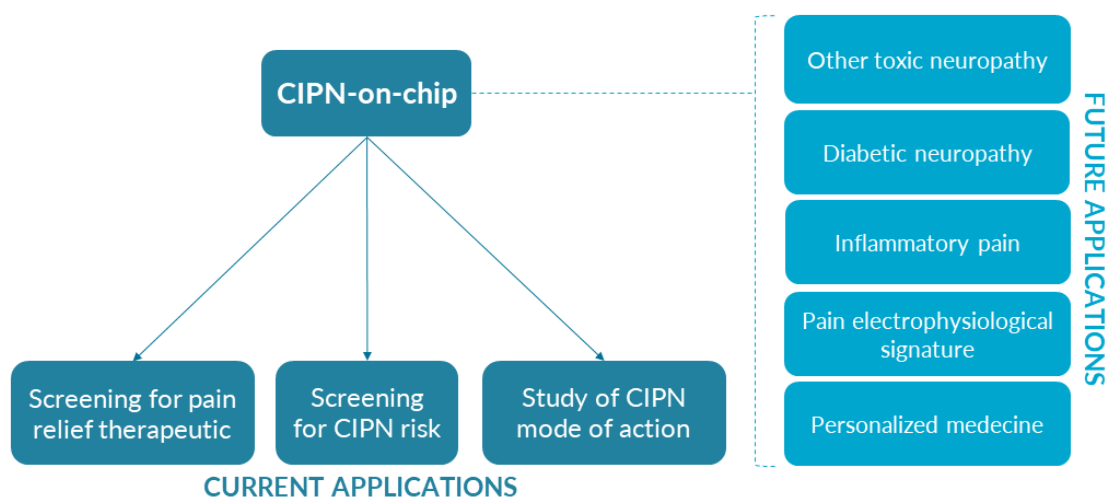 CIPN-on-chip
Screening for pain
relief therapeutic
Screening
for CIPN risk
Study of CIPN
mode of action
CURRENT APPLICATIONS
Other toxic neuropathy
Diabetic neuropathy
Inflammatory pain
Pain electrophysiological
signature
Personalized medecine
FUTURE APPLICATIONS